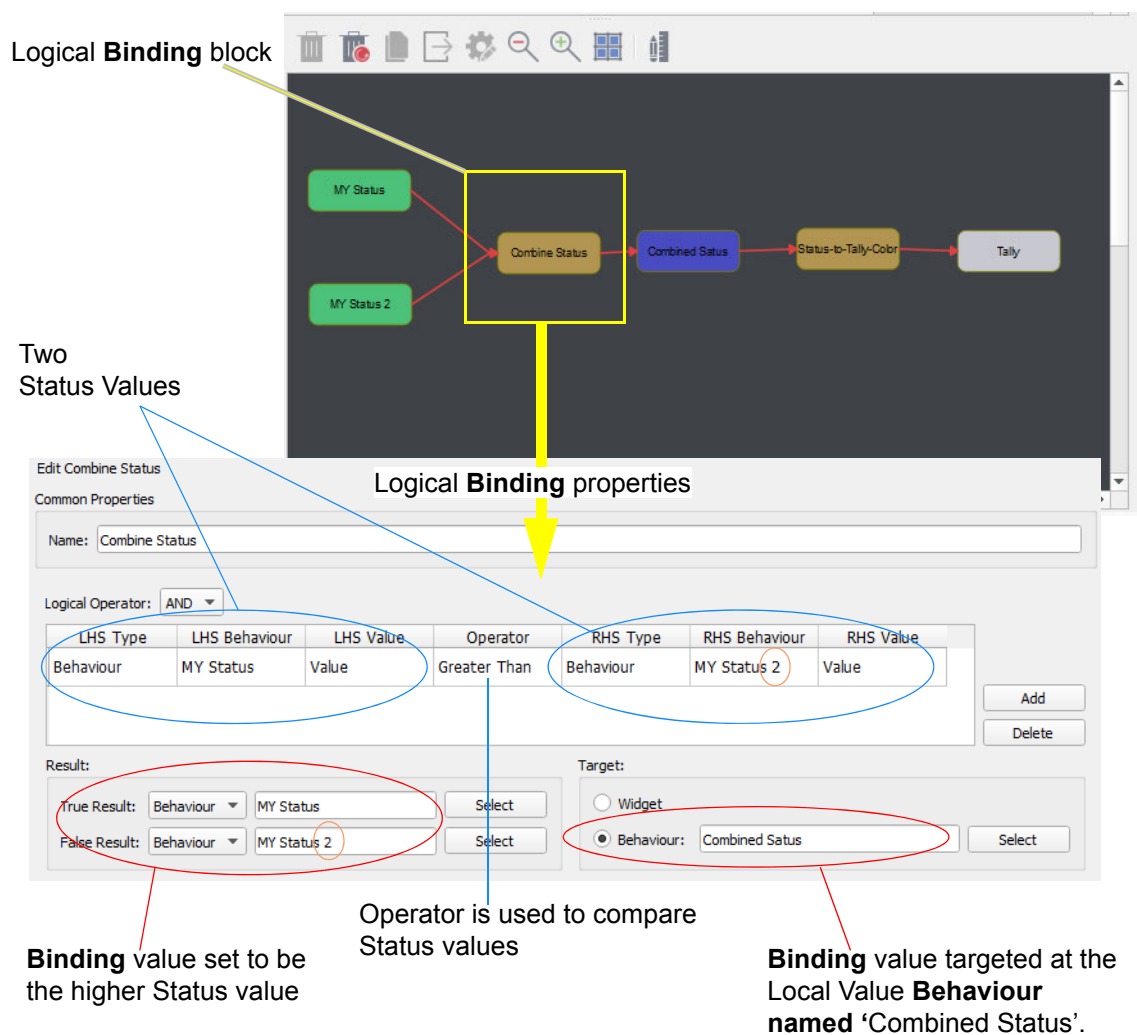 Logical Binding block
MY Status
Combine Status
Combined Satus
Status-to-Tally-Color
Tally
MY Status 2
Two
Status Values
Edit Combine Status
Logical Binding properties
Common Properties
Name: Combine Status
Logical Operator: AND
LHS Type LHS Behaviour LHS Value Operator RHS Type RHS Behaviour RHS Value
Behaviour MY Status Value Greater Than Behaviour MY Status 2 Value
Add
Delete
Result:
True Result: Behaviour MY Status Select
False Result: Behaviour MY Status 2 Select
Target:
Widget
Behaviour: Combined Satus Select
Operator is used to compare
Status values
Binding value set to be
the higher Status value
Binding value targeted at the
Local Value Behaviour
named ‘Combined Status’.